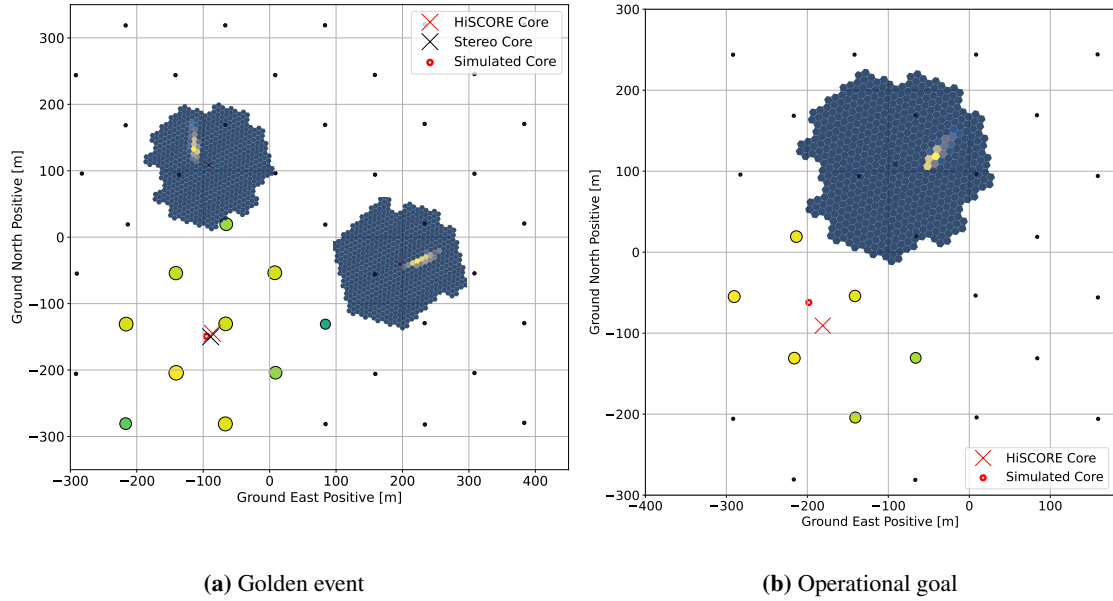 300
200
100
0
−100
−200
−300
Ground North Positive [m]
−300 −200 −100 0 100 200 300 400
Ground East Positive [m]
HiSCORE Core
Stereo Core
Simulated Core
(a) Golden event
300
200
100
0
−100
−200
−300
Ground North Positive [m]
−400 −300 −200 −100 0 100
Ground East Positive [m]
HiSCORE Core
Simulated Core
(b) Operational goal